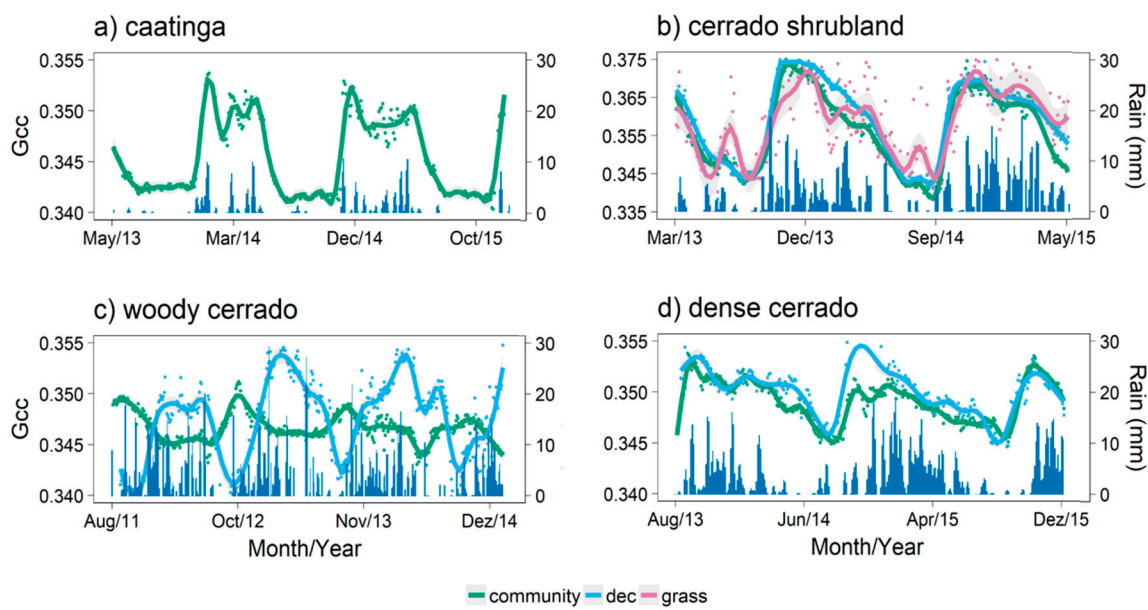 a) caatinga
b) cerrado shrubland
0.355
0.350
0.345
0.340
Gcc
30
20
10
0
May/13
Mar/14
Dec/14
Oct/15
0.375
0.365
0.355
0.345
0.335
30
20
10
0
Rain (mm)
Mar/13
Dec/13
Sep/14
May/15
c) woody cerrado
d) dense cerrado
0.355
0.350
0.345
0.340
Gcc
30
20
10
0
Aug/11
Oct/12
Nov/13
Dez/14
Month/Year
0.355
0.350
0.345
0.340
30
20
10
0
Rain (mm)
Aug/13
Jun/14
Apr/15
Dez/15
Month/Year
community dec grass